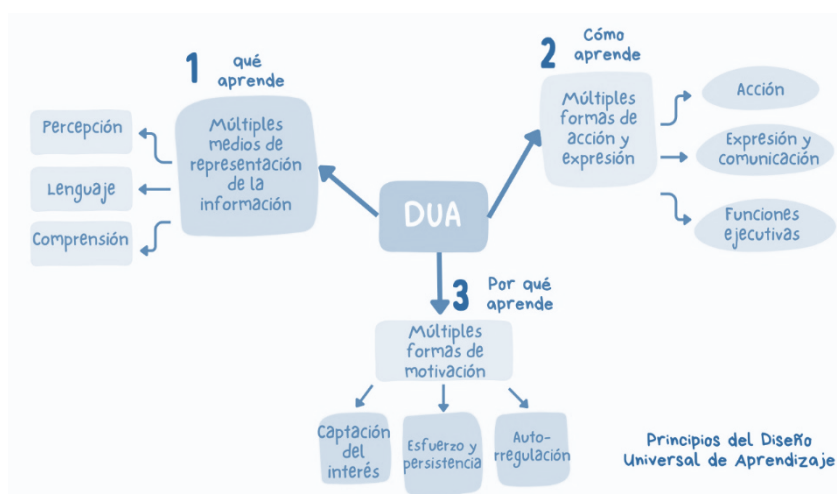 1
qué
aprende
Múltiples
medios de
representación
de la
información
Percepción
Lenguaje
Comprensión
DUA
2
Cómo
aprende
Múltiples
formas de
acción y
expresión
Acción
Expresión y
comunicación
Funciones
ejecutivas
3
Por qué
aprende
Múltiples
formas de
motivación
Captación
del
interés
Esfuerzo y
persistencia
Auto-
rregulación
Principios del Diseño
Universal de Aprendizaje